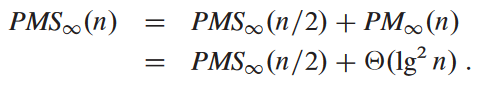 PMS∞(n) = PMS∞(n/2) + PM∞(n)
= PMS∞(n/2) + Θ(lg² n) .